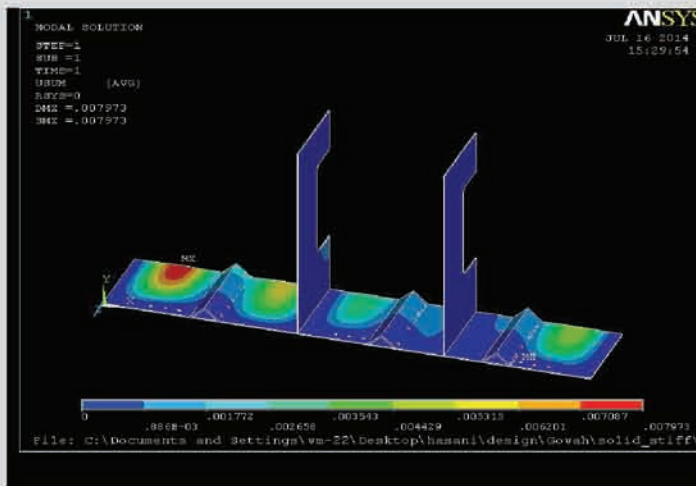 1
NODAL SOLUTION
STEP=1
SUB =1
TIME=1
USUM (AVG)
RSYS=0
DMX =.007973
SMX =.007973
ANSYS
JUL 16 2014
15:29:54
MX
Y
X
MN
0 .001772 .003543 .005315 .007087
.886E-03 .002658 .004429 .006201 .007973
File: C:\Documents and Settings\vm-22\Desktop\hasani\design\Govah\solid_stiff\